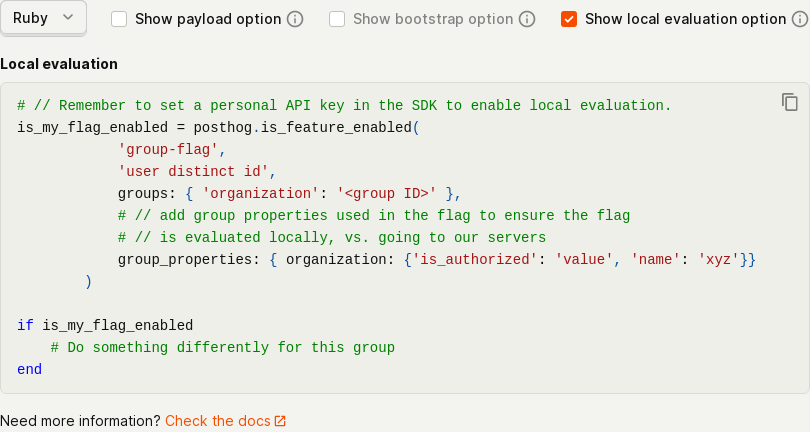 Ruby Show payload option Show bootstrap option Show local evaluation option
Local evaluation
# // Remember to set a personal API key in the SDK to enable local evaluation.
is_my_flag_enabled = posthog.is_feature_enabled(
            'group-flag',
            'user distinct id',
            groups: { 'organization': '<group ID>' },
            # // add group properties used in the flag to ensure the flag
            # // is evaluated locally, vs. going to our servers
            group_properties: { organization: {'is_authorized': 'value', 'name': 'xyz'}}
        )
if is_my_flag_enabled
    # Do something differently for this group
end
Need more information? Check the docs